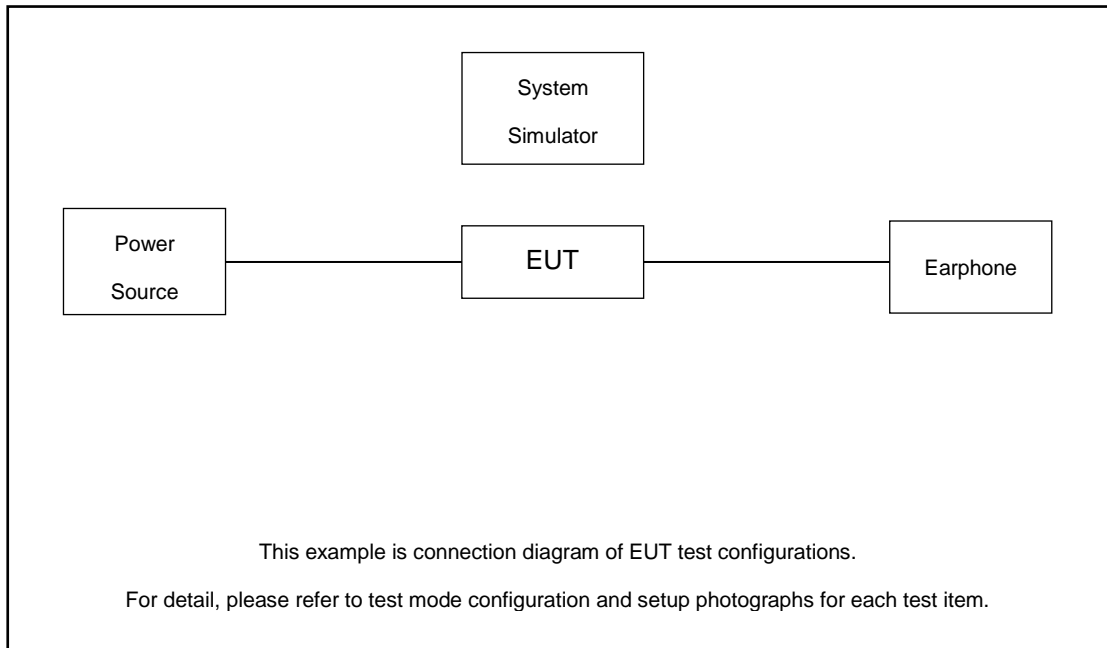 System
Simulator
Power
Source
EUT
Earphone
This example is connection diagram of EUT test configurations.
For detail, please refer to test mode configuration and setup photographs for each test item.